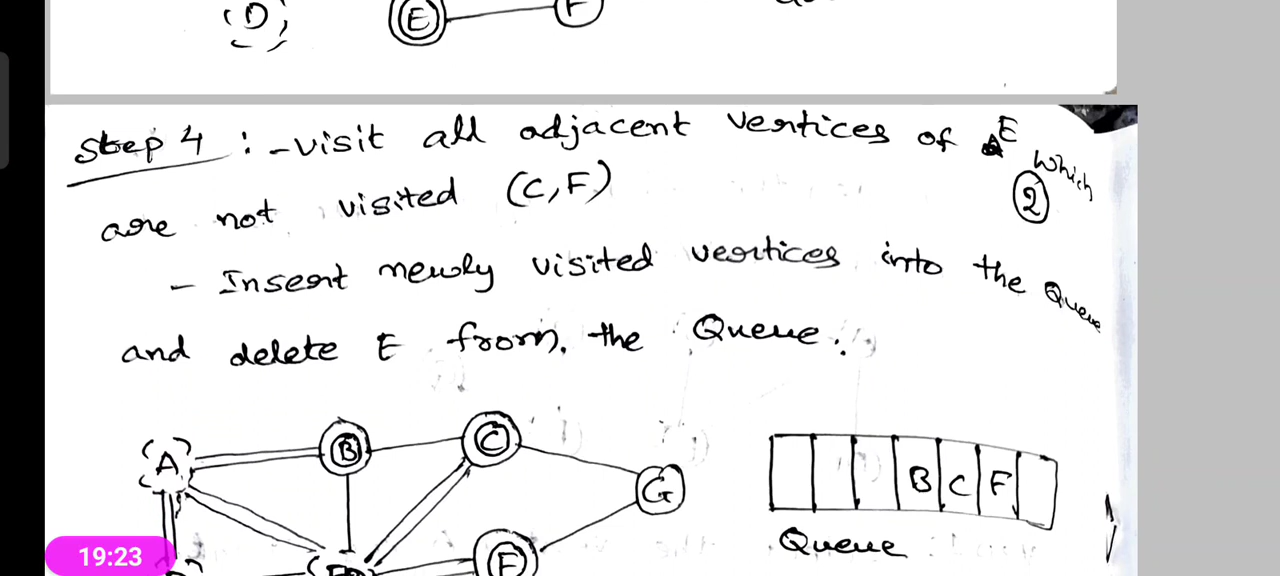 (D) E F
Step 4 :- visit all adjacent vertices of E which
are not visited (C,F)
2
- Insert newly visited vertices into the Queue
and delete E from the Queue.
A B C
G
B C F
F
Queue
19:23